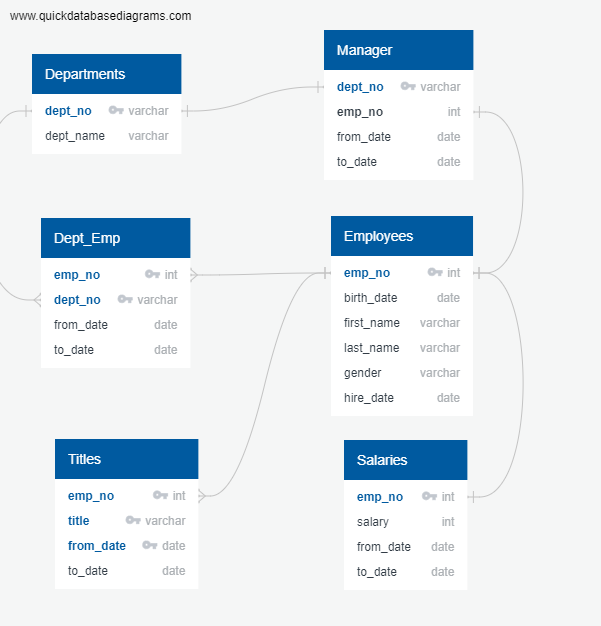 www.quickdatabasediagrams.com
Departments
dept_no varchar
dept_name varchar
Manager
dept_no varchar
emp_no int
from_date date
to_date date
Dept_Emp
emp_no int
dept_no varchar
from_date date
to_date date
Employees
emp_no int
birth_date date
first_name varchar
last_name varchar
gender varchar
hire_date date
Titles
emp_no int
title varchar
from_date date
to_date date
Salaries
emp_no int
salary int
from_date date
to_date date